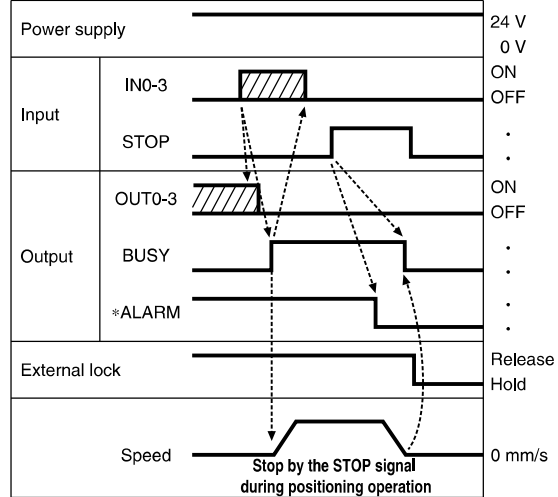 Power supply
24 V
0 V
Input
IN0-3
ON
OFF
STOP
Output
OUT0-3
ON
OFF
BUSY
*ALARM
External lock
Release
Hold
Speed
0 mm/s
Stop by the STOP signal
during positioning operation